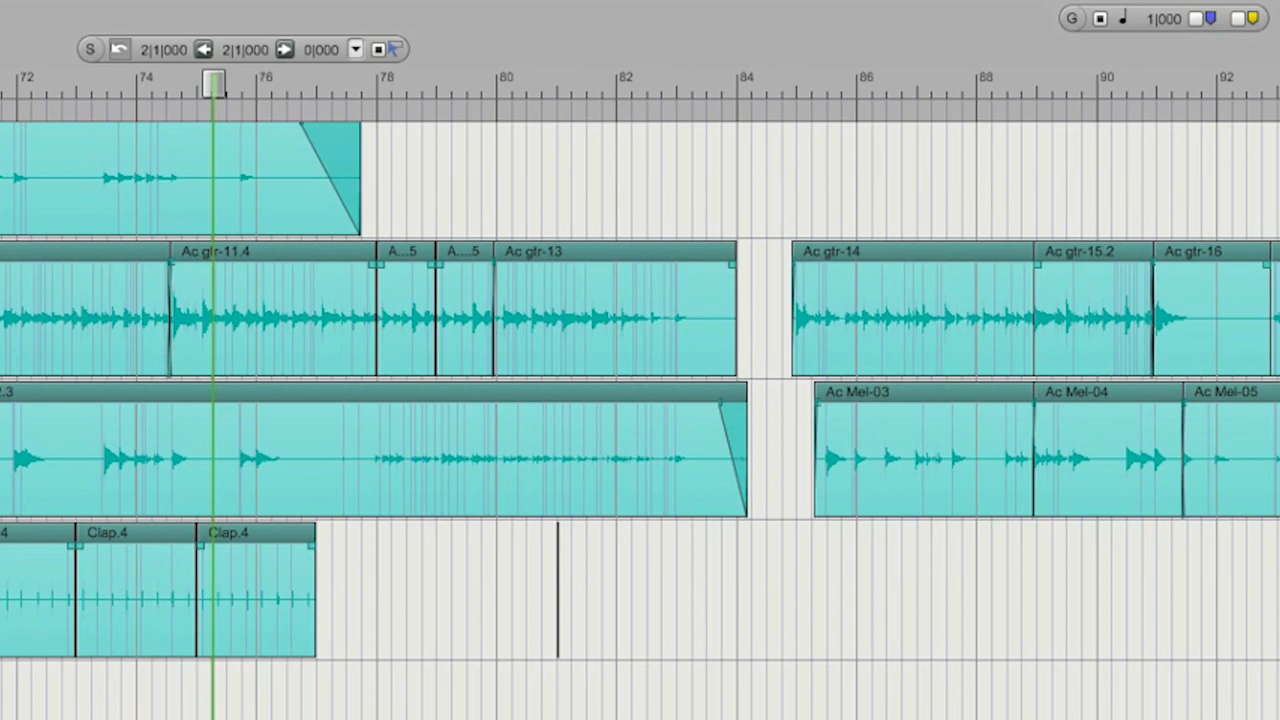 G 1|000
S 2|1|000 2|1|000 0|000
72 74 76 78 80 82 84 86 88 90 92
Ac gtr-11.4 A...5 A....5 Ac gtr-13 Ac gtr-14 Ac gtr-15.2 Ac gtr-16
2.3 Ac Mel-03 Ac Mel-04 Ac Mel-05
4 Clap.4 Clap.4